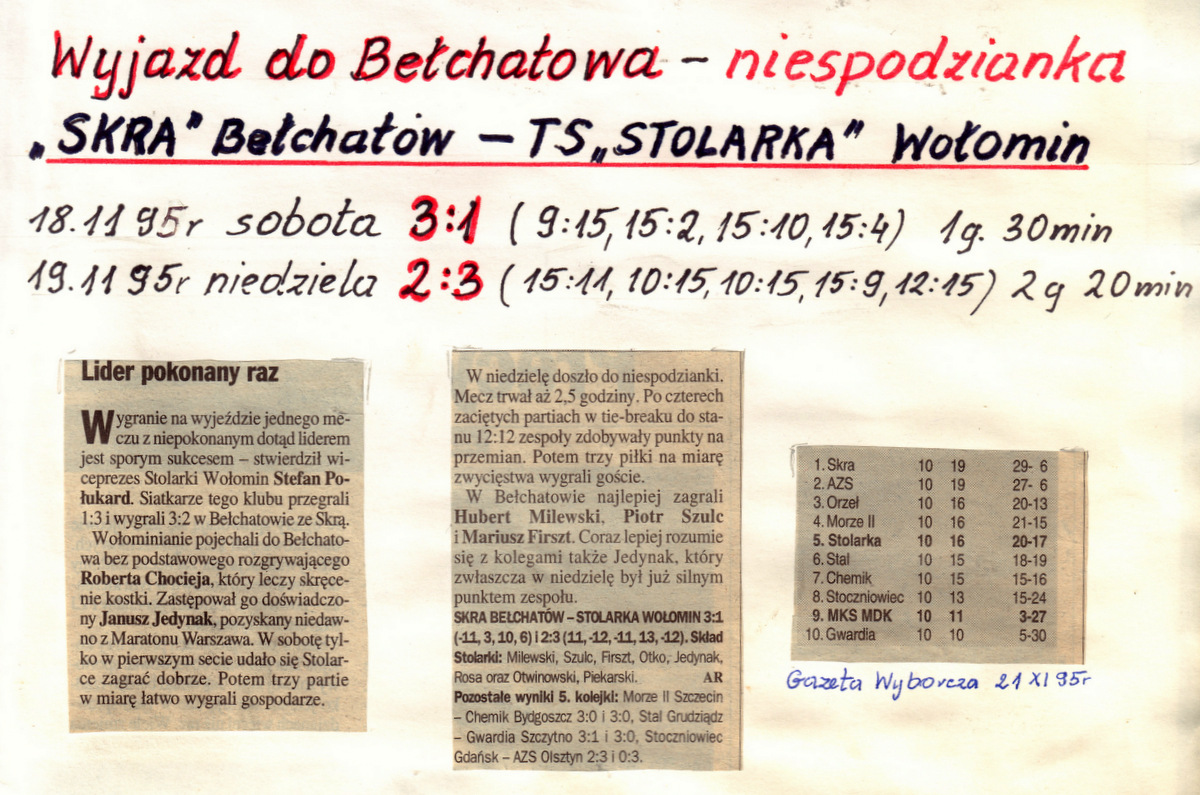 Wyjazd do Bełchatowa – niespodzianka
„SKRA" Bełchatów – TS „STOLARKA" Wołomin
18.11 95r sobota 3:1 ( 9:15, 15:2, 15:10, 15:4) 1g. 30min
19.11 95r niedziela 2:3 ( 15:11, 10:15, 10:15, 15:9, 12:15) 2g 20min
Lider pokonany raz
Wygranie na wyjeździe jednego me-
czu z niepokonanym dotąd liderem
jest sporym sukcesem – stwierdził wi-
ceprezes Stolarki Wołomin Stefan Po-
łukard. Siatkarze tego klubu przegrali
1:3 i wygrali 3:2 w Bełchatowie ze Skrą.
Wołominianie pojechali do Bełchato-
wa bez podstawowego rozgrywającego
Roberta Chocieja, który leczy skręce-
nie kostki. Zastępował go doświadczo-
ny Janusz Jedynak, pozyskany niedaw-
no z Maratonu Warszawa. W sobotę tyl-
ko w pierwszym secie udało się Stolar-
ce zagrać dobrze. Potem trzy partie
w miarę łatwo wygrali gospodarze.
W niedzielę doszło do niespodzianki.
Mecz trwał aż 2,5 godziny. Po czterech
zaciętych partiach w tie-breaku do sta-
nu 12:12 zespoły zdobywały punkty na
przemian. Potem trzy piłki na miarę
zwycięstwa wygrali goście.
W Bełchatowie najlepiej zagrali
Hubert Milewski, Piotr Szulc
i Mariusz Firszt. Coraz lepiej rozumie
się z kolegami także Jedynak, który
zwłaszcza w niedzielę był już silnym
punktem zespołu.
SKRA BEŁCHATÓW – STOLARKA WOŁOMIN 3:1
(-11, 3, 10, 6) i 2:3 (11, -12, -11, 13, -12). Skład
Stolarki: Milewski, Szulc, Firszt, Otko, Jedynak,
Rosa oraz Otwinowski, Piekarski. AR
Pozostałe wyniki 5. kolejki: Morze II Szczecin
– Chemik Bydgoszcz 3:0 i 3:0, Stal Grudziądz
– Gwardia Szczytno 3:1 i 3:0, Stoczniowiec
Gdańsk – AZS Olsztyn 2:3 i 0:3.
1. Skra 10 19 29- 6
2. AZS 10 19 27- 6
3. Orzeł 10 16 20-13
4. Morze II 10 16 21-15
5. Stolarka 10 16 20-17
6. Stal 10 15 18-19
7. Chemik 10 15 15-16
8. Stoczniowiec 10 13 15-24
9. MKS MDK 10 11 3-27
10. Gwardia 10 10 5-30
Gazeta Wyborcza 21 XI 95r